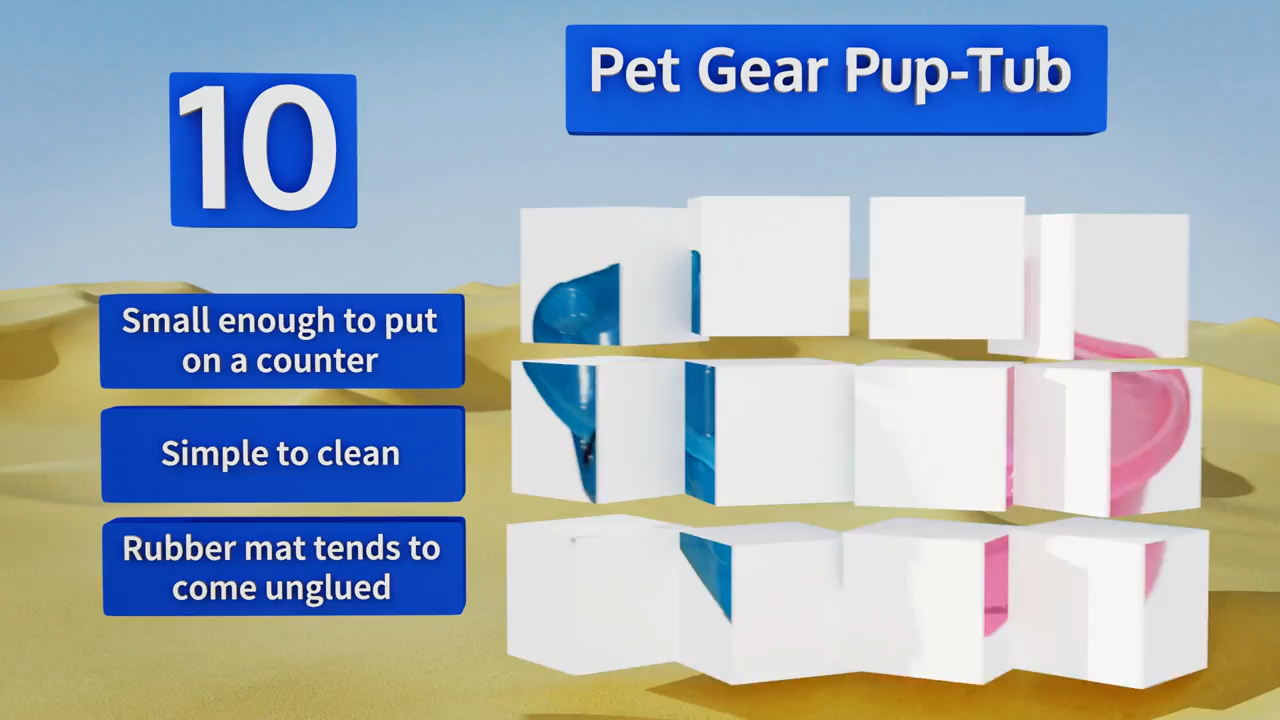 10
Pet Gear Pup-Tub
Small enough to put
on a counter
Simple to clean
Rubber mat tends to
come unglued